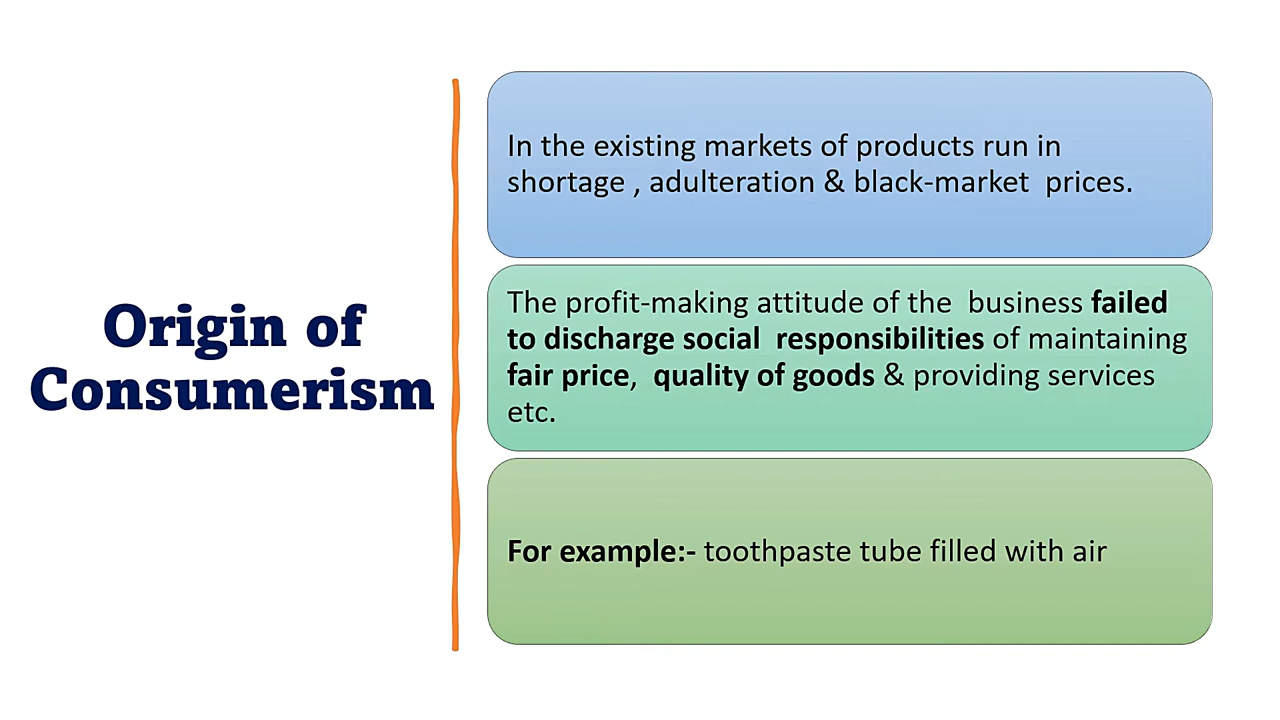 Origin of
Consumerism
In the existing markets of products run in
shortage , adulteration & black-market  prices.
The profit-making attitude of the  business failed
to discharge social  responsibilities of maintaining
fair price,  quality of goods & providing services
etc.
For example:- toothpaste tube filled with air